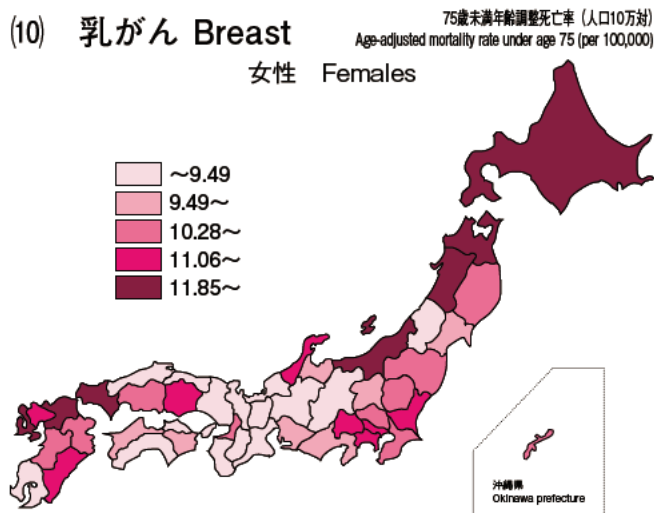 ⑽ 乳がん Breast
75歳未満年齢調整死亡率（人口10万対）
Age-adjusted mortality rate under age 75 (per 100,000)
女性 Females
〜9.49
9.49〜
10.28〜
11.06〜
11.85〜
沖縄県
Okinawa prefecture